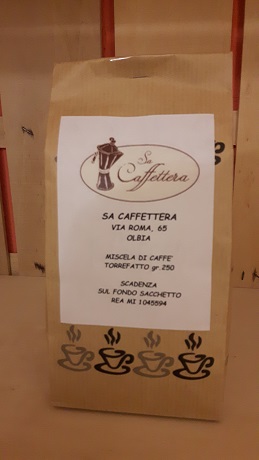 Sa
Caffettera
SA CAFFETTERA
VIA ROMA, 65
OLBIA
MISCELA DI CAFFE'
TORREFATTO gr. 250
SCADENZA
SUL FONDO SACCHETTO
REA MI 1045594